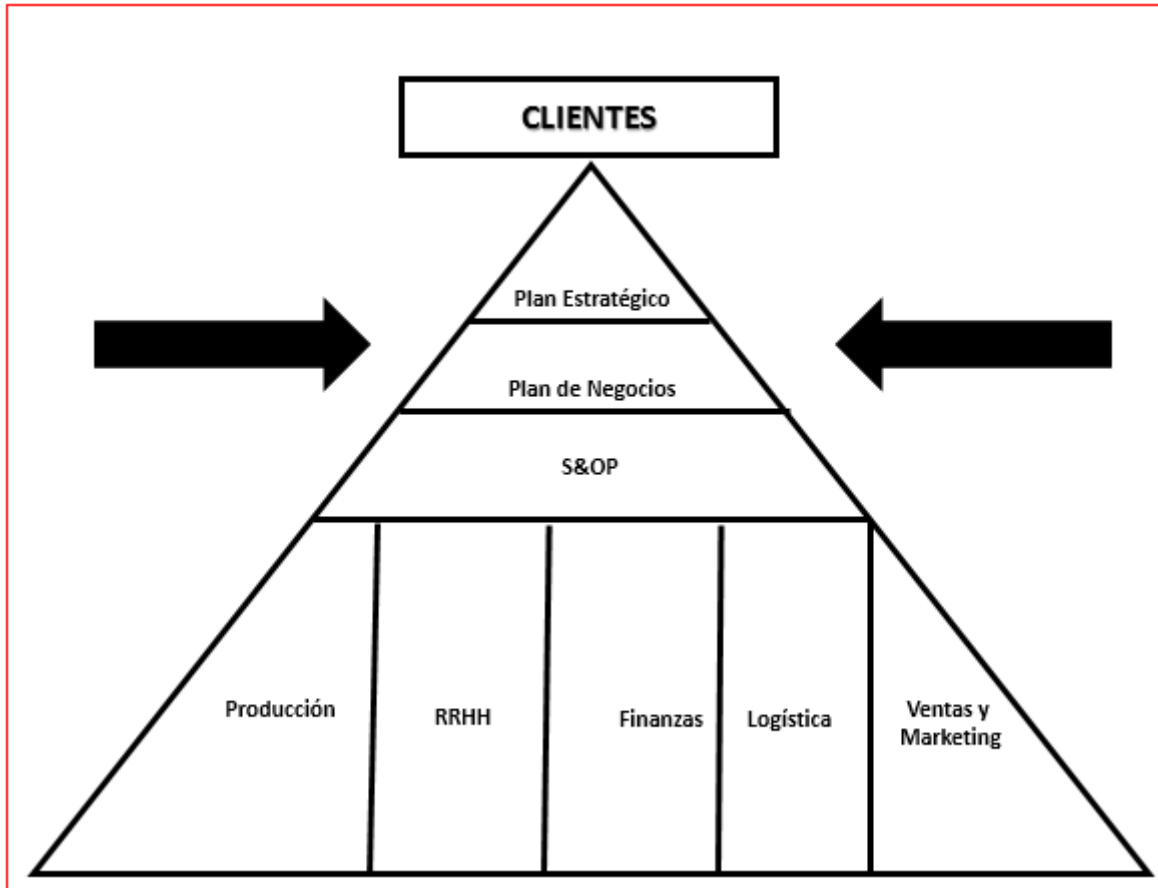 CLIENTES
Plan Estratégico
Plan de Negocios
S&OP
Producción
RRHH
Finanzas
Logística
Ventas y
Marketing